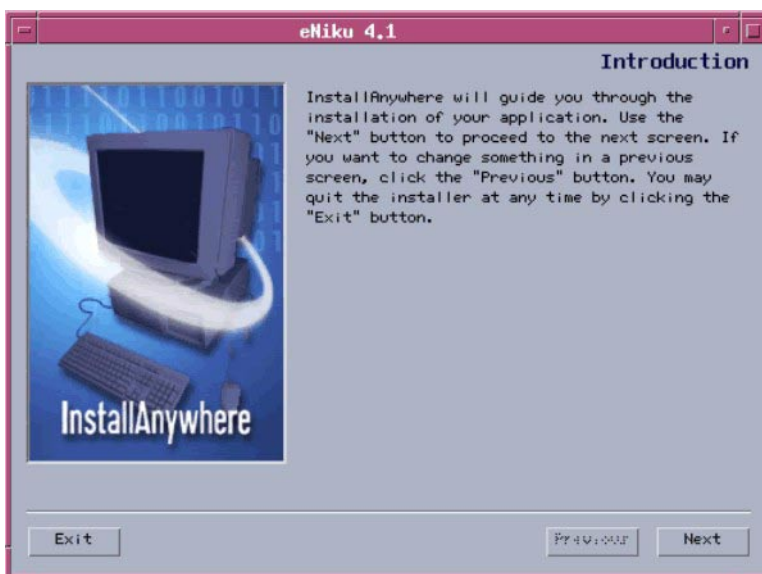 eNiku 4.1
Introduction
InstallAnywhere will guide you through the
installation of your application. Use the
"Next" button to proceed to the next screen. If
you want to change something in a previous
screen, click the "Previous" button. You may
quit the installer at any time by clicking the
"Exit" button.
InstallAnywhere
Exit
Previous
Next